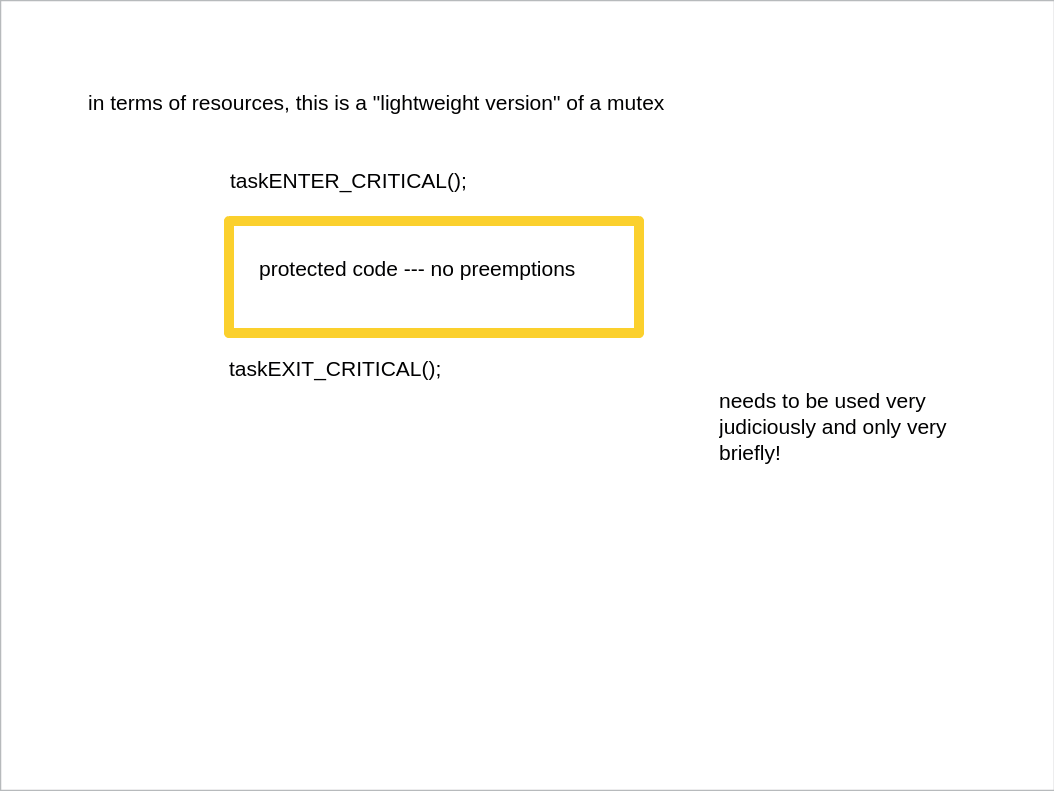 in terms of resources, this is a "lightweight version" of a mutex
taskENTER_CRITICAL();
protected code --- no preemptions
taskEXIT_CRITICAL();
needs to be used very
judiciously and only very
briefly!